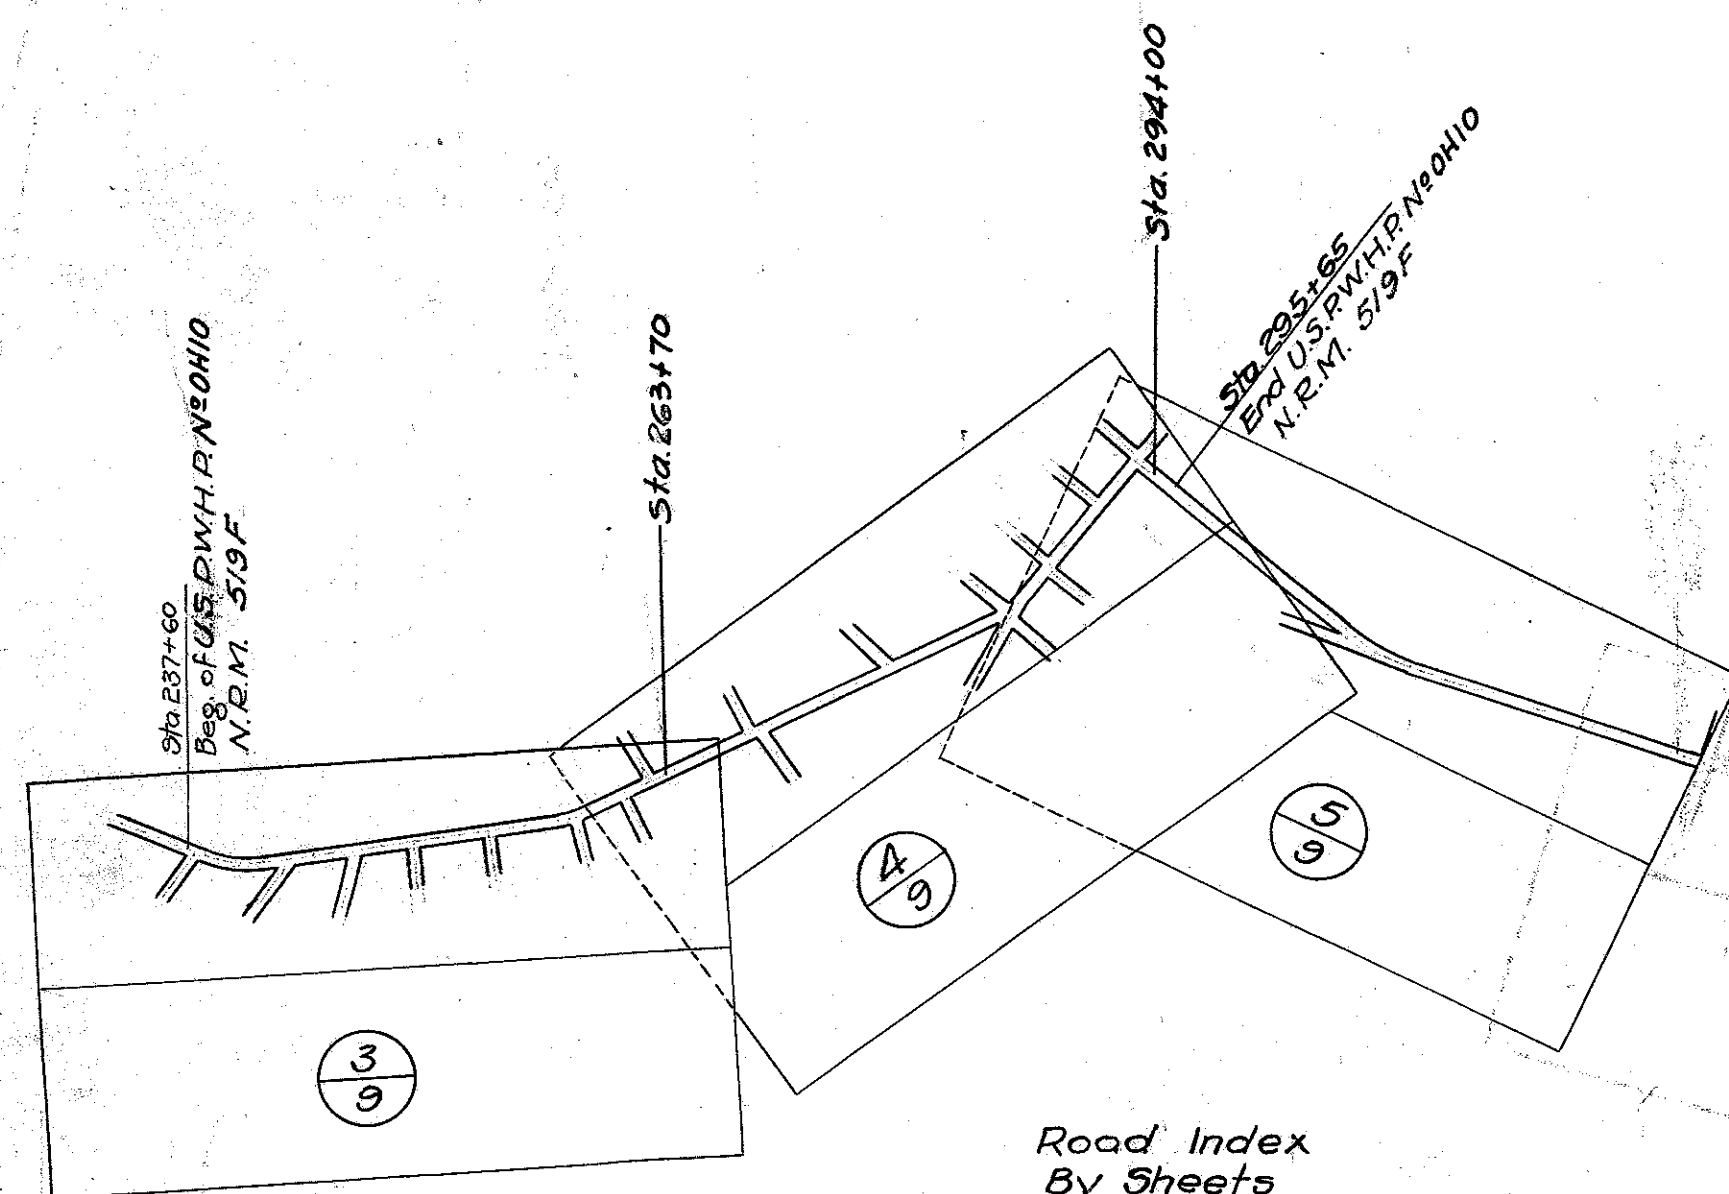 Sta. 237+60
Beg. of U.S.P.W.H.P. Nº OHIO
N.R.M. 519F
Sta. 263+70
Sta. 294+00
Sta. 295+65
End U.S.P.W.H.P. Nº OHIO
N.R.M. 519F
3
9
4
9
5
9
Road Index
By Sheets